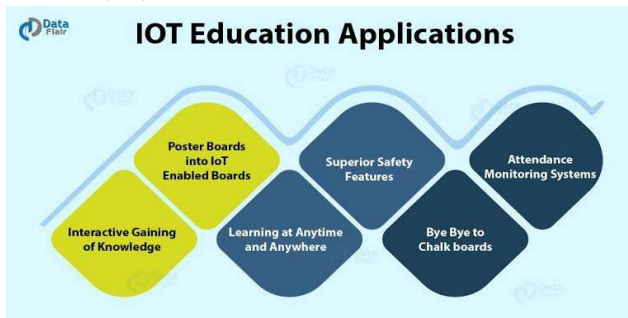 Data
Flair
IOT Education Applications
Poster Boards
into IoT
Enabled Boards
Superior Safety
Features
Attendance
Monitoring Systems
Interactive Gaining
of Knowledge
Learning at Anytime
and Anywhere
Bye Bye to
Chalk boards